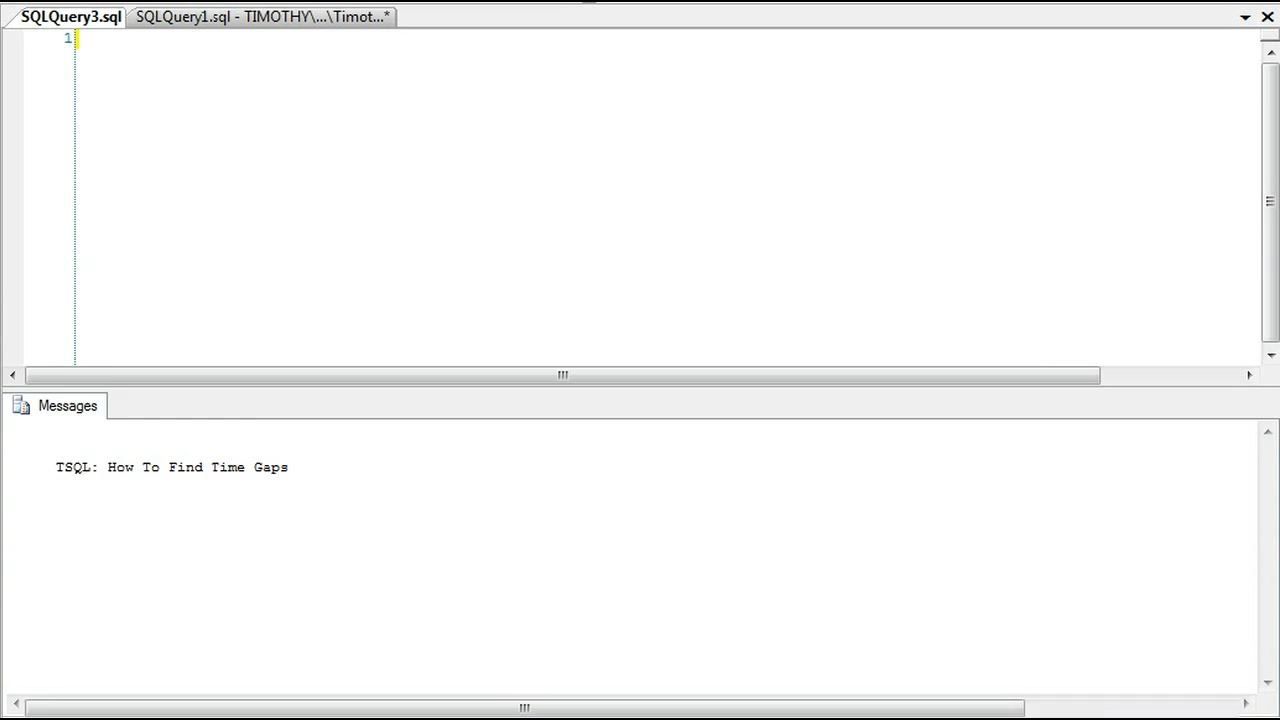 SQLQuery3.sql SQLQuery1.sql - TIMOTHY\...\Timot...*
1
Messages
TSQL: How To Find Time Gaps